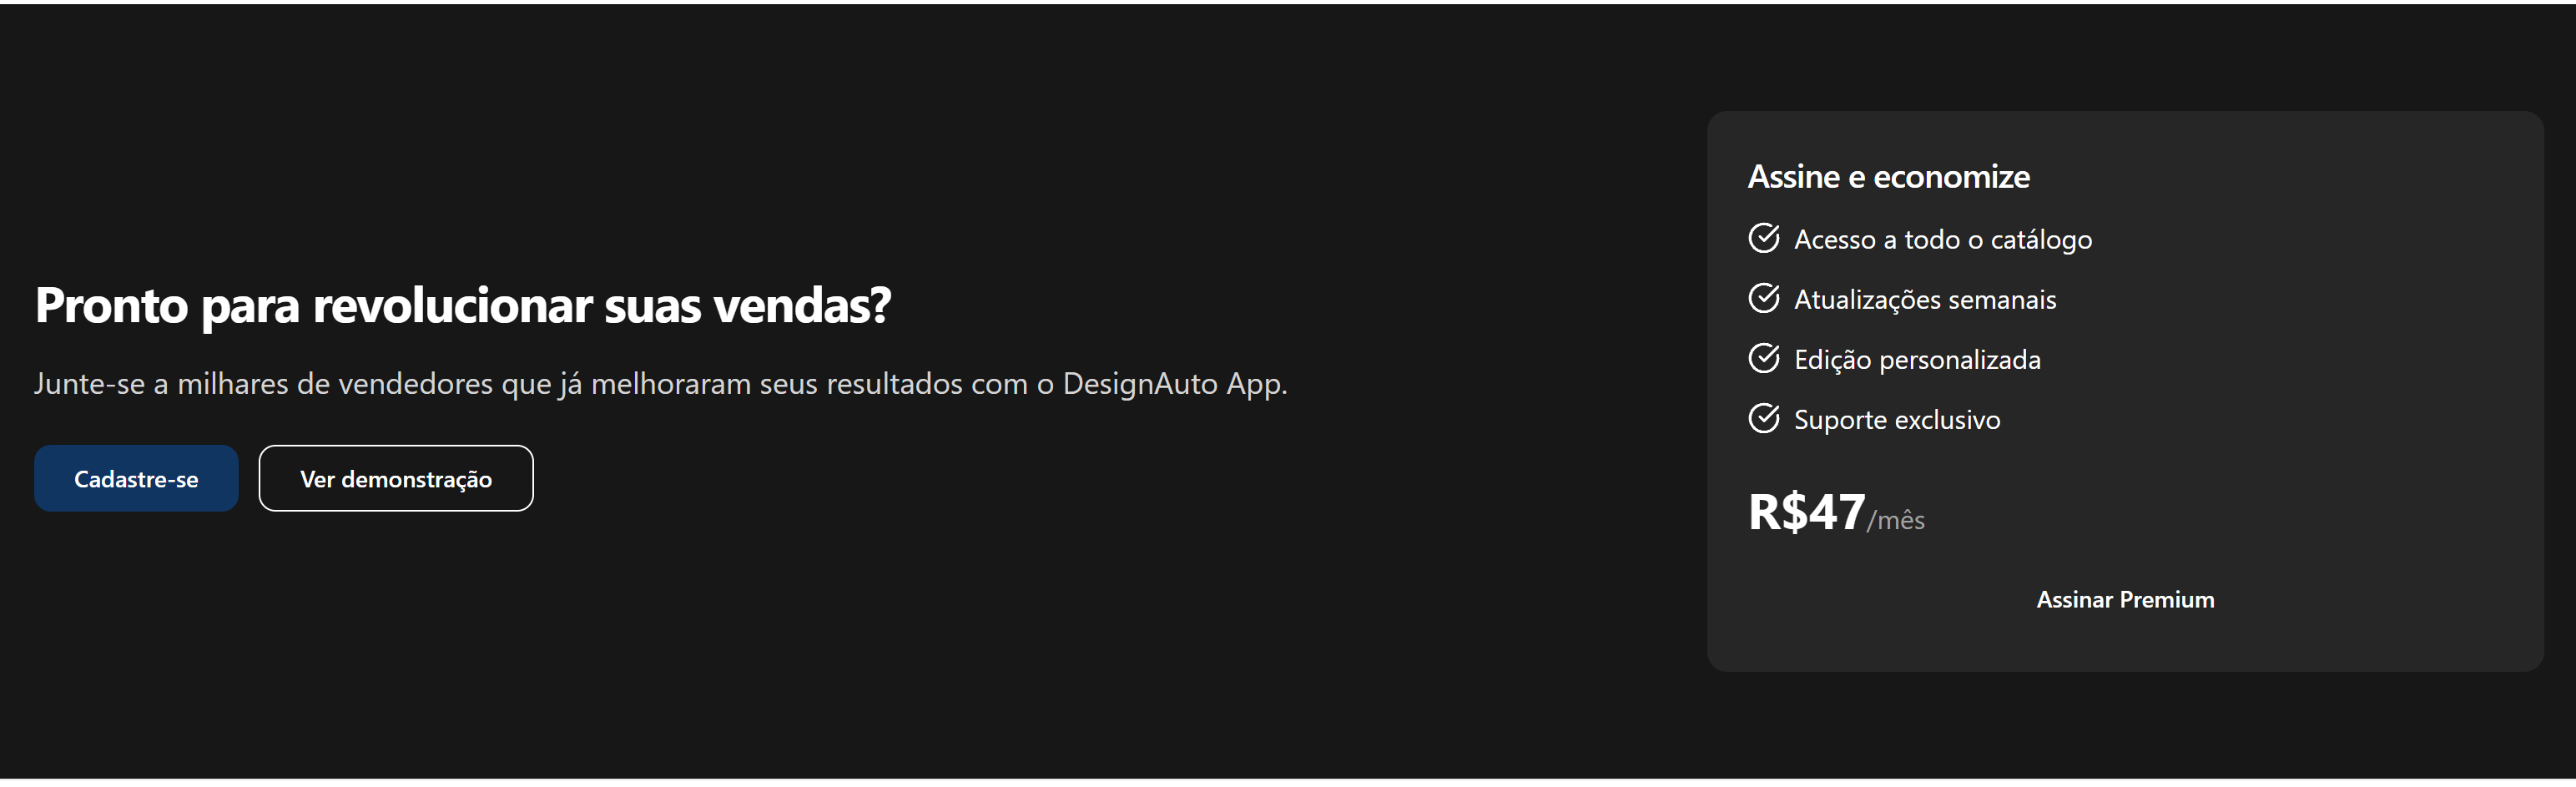 Pronto para revolucionar suas vendas?
Junte-se a milhares de vendedores que já melhoraram seus resultados com o DesignAuto App.
Cadastre-se
Ver demonstração
Assine e economize
Acesso a todo o catálogo
Atualizações semanais
Edição personalizada
Suporte exclusivo
R$47/mês
Assinar Premium